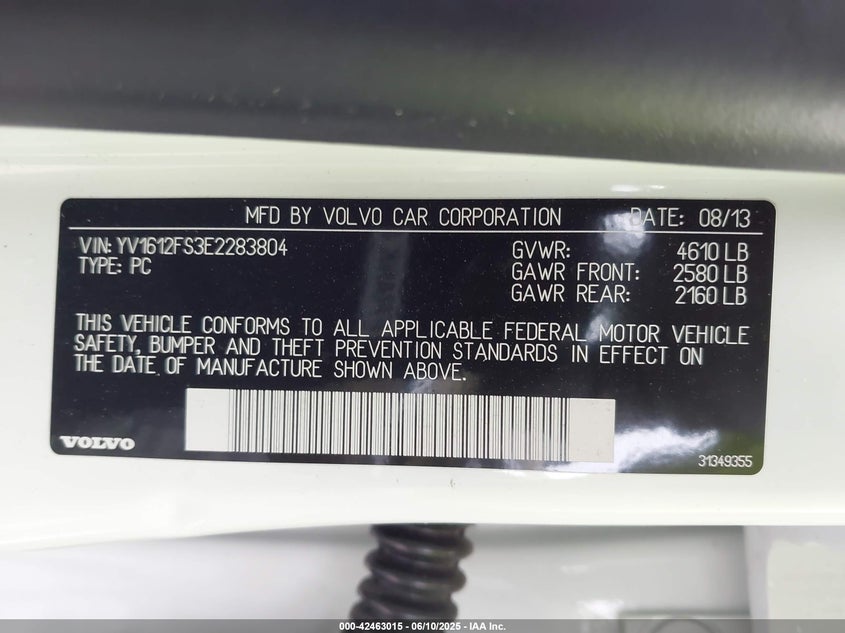 MFD BY VOLVO CAR CORPORATION DATE: 08/13
VIN: YV1612FS3E2283804 GVWR: 4610 LB
TYPE: PC GAWR FRONT: 2580 LB
GAWR REAR: 2160 LB
THIS VEHICLE CONFORMS TO ALL APPLICABLE FEDERAL MOTOR VEHICLE
SAFETY, BUMPER AND THEFT PREVENTION STANDARDS IN EFFECT ON
THE DATE OF MANUFACTURE SHOWN ABOVE.
VOLVO 31349355
000-42463015 - 06/10/2025 - IAA Inc.